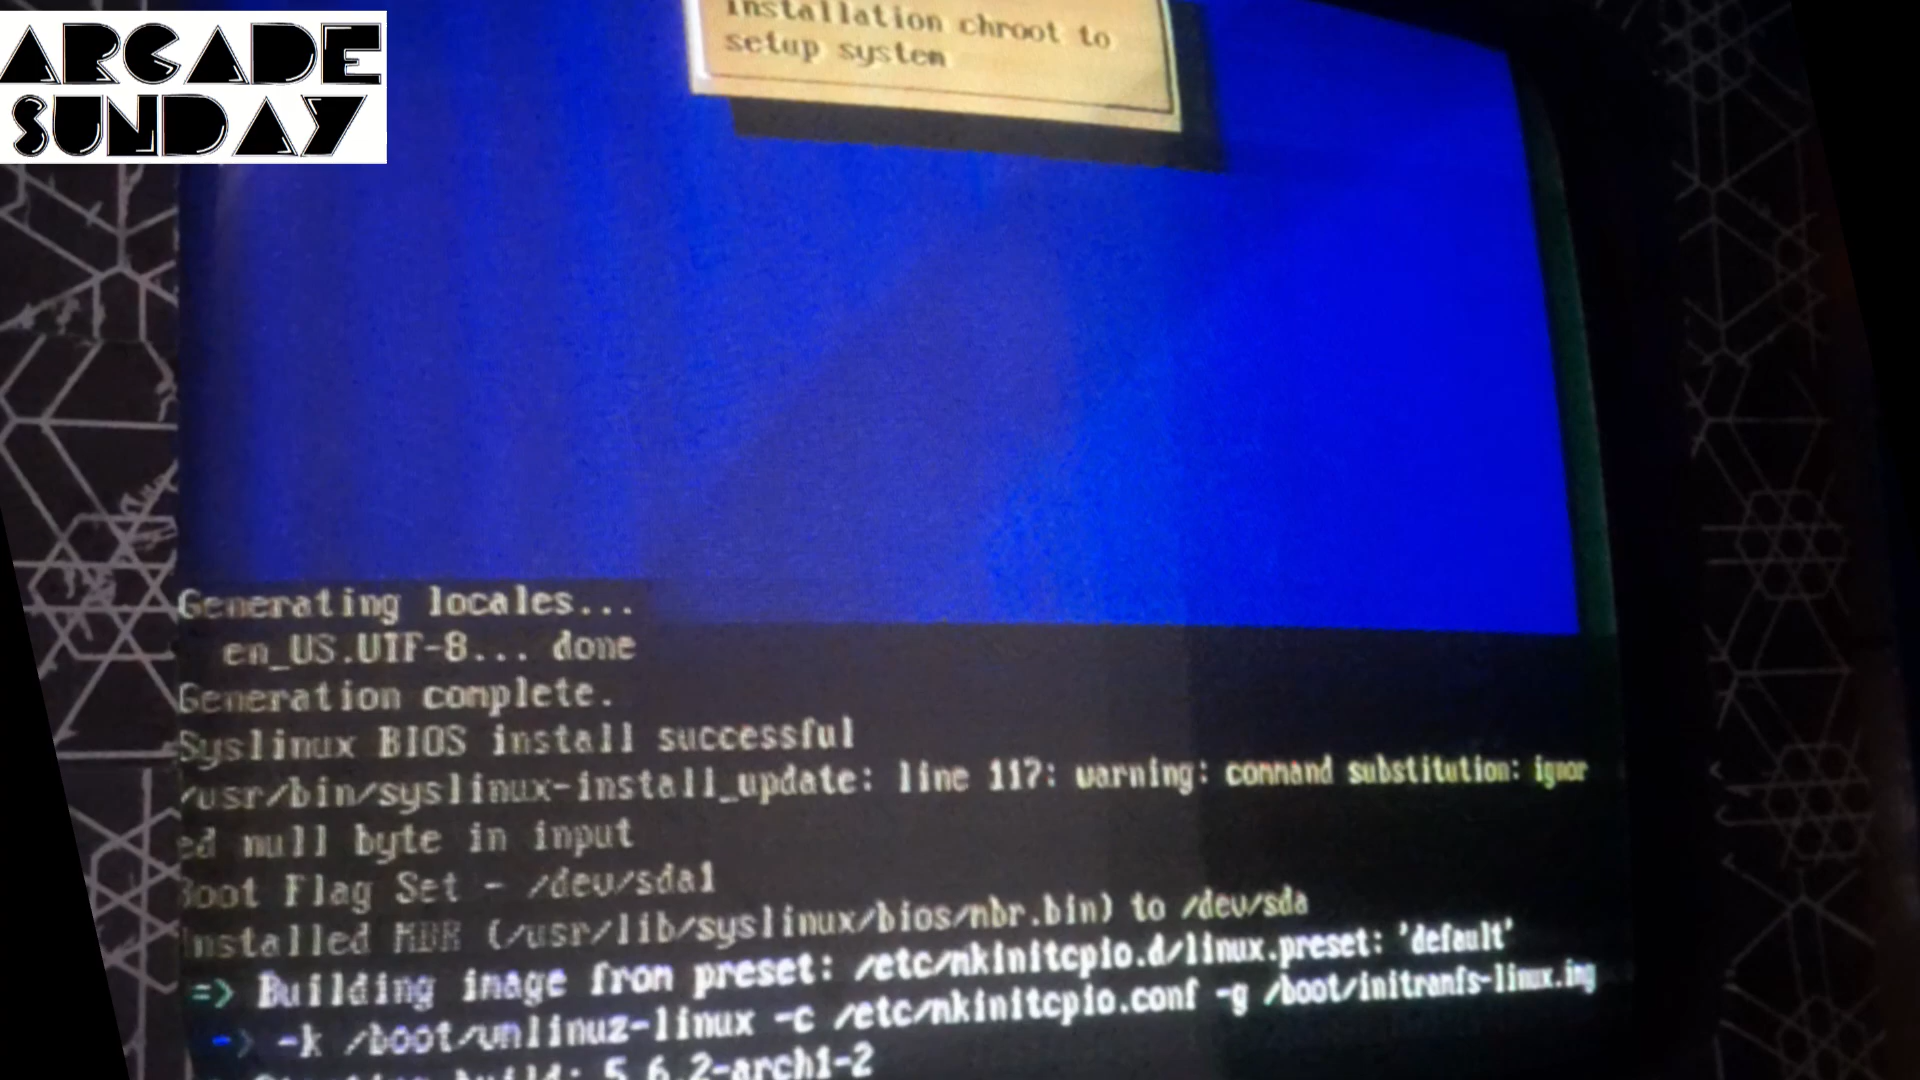 ARCADE
SUNDAY
Installation chroot to
setup system
Generating locales...
en_US.UTF-8... done
Generation complete.
Syslinux BIOS install successful
/usr/bin/syslinux-install_update: line 117: warning: command substitution: ignor
ed null byte in input
Boot Flag Set - /dev/sda1
Installed MBR (/usr/lib/syslinux/bios/mbr.bin) to /dev/sda
=> Building image from preset: /etc/mkinitcpio.d/linux.preset: 'default'
-> -k /boot/vmlinuz-linux -c /etc/mkinitcpio.conf -g /boot/initramfs-linux.img
Starting build: 5.6.2-arch1-2